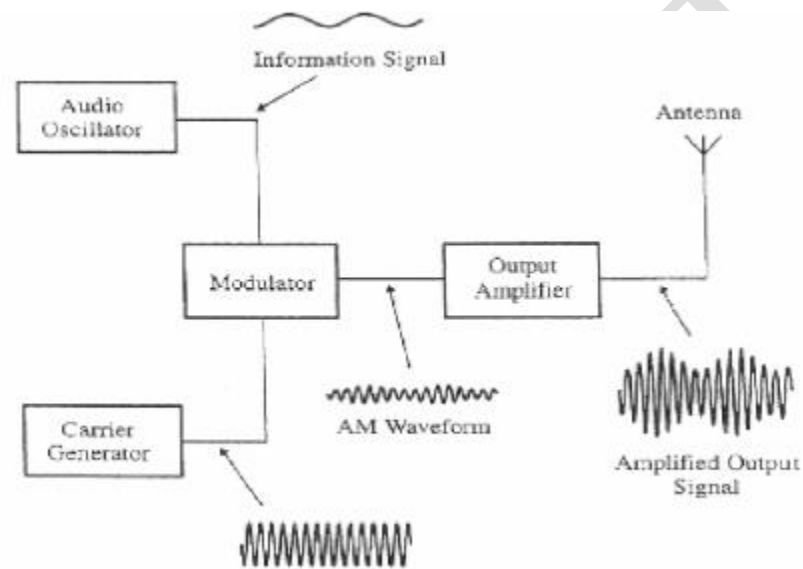 Information Signal
Audio
Oscillator
Antenna
Modulator
Output
Amplifier
AM Waveform
Carrier
Generator
Amplified Output
Signal